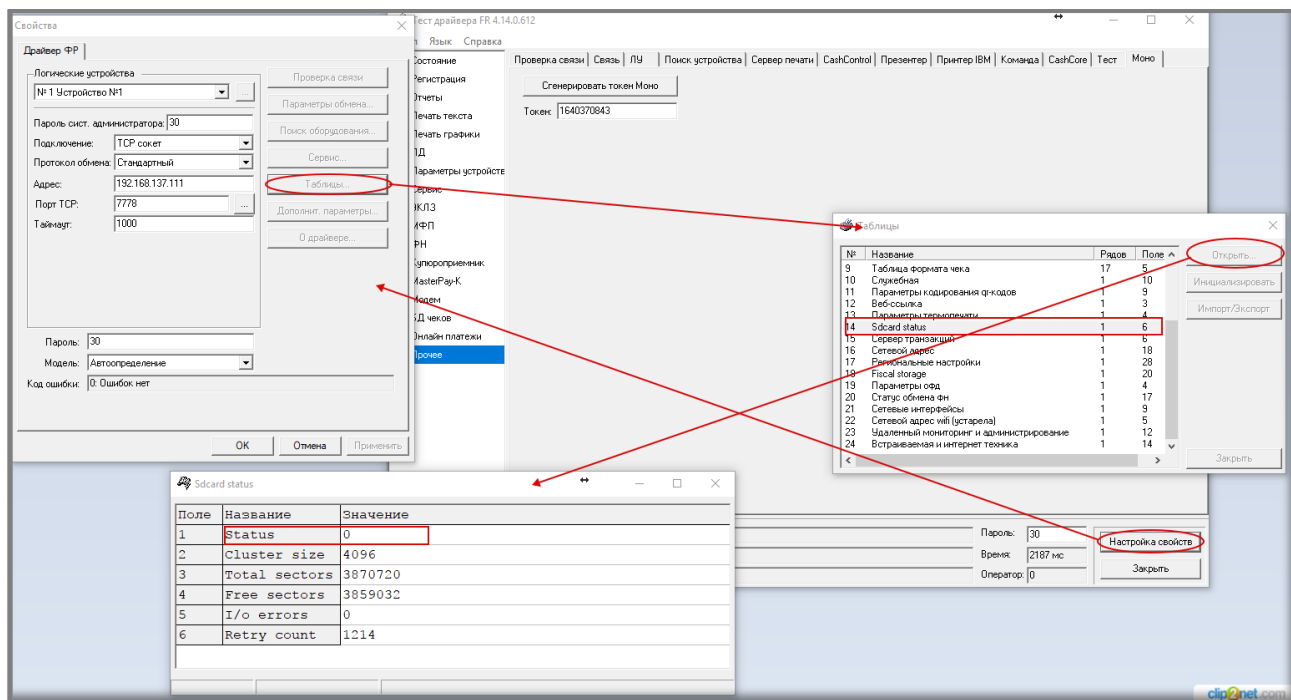 Свойства
Драйвер ФР
Логические устройства
№ 1 Устройство №1
...
Пароль сист. администратора: 30
Подключение: TCP сокет
Протокол обмена: Стандартный
Адрес: 192.168.137.111
Порт TCP: 7778
...
Таймаут: 1000
Проверка связи
Параметры обмена...
Поиск оборудования...
Сервис...
Таблицы...
Дополнит. параметры...
О драйвере...
Пароль: 30
Модель: Автоопределение
Код ошибки: 0: Ошибок нет
ОК Отмена Применить
Тест драйвера FR 4.14.0.612
Язык Справка
Состояние
Регистрация
Отчеты
Печать текста
Печать графики
ПД
Параметры устройств
Сервис
ЭКЛЗ
МФП
ФН
Купюроприемник
MasterPay-K
Модем
БД чеков
Онлайн платежи
Прочее
Проверка связи Связь ЛУ Поиск устройства Сервер печати CashControl Презентер Принтер IBM Команда CashCore Тест Моно
Сгенерировать токен Моно
Токен: 1640370843
Таблицы
№ Название Рядов Поле
9 Таблица формата чека 17 5
10 Служебная 1 10
11 Параметры кодирования qr-кодов 1 9
12 Веб-ссылка 1 3
13 Параметры термопечати 1 4
14 Sdcard status 1 6
15 Сервер транзакций 1 6
16 Сетевой адрес 1 18
17 Региональные настройки 1 28
18 Fiscal storage 1 20
19 Параметры офд 1 4
20 Статус обмена фн 1 17
21 Сетевые интерфейсы 1 9
22 Сетевой адрес wifi (устарела) 1 5
23 Удаленный мониторинг и администрирование 1 12
24 Встраиваемая и интернет техника 1 14
Открыть...
Инициализировать
Импорт/Экспорт
Закрыть
Sdcard status
Поле Название Значение
1 Status 0
2 Cluster size 4096
3 Total sectors 3870720
4 Free sectors 3859032
5 I/o errors 0
6 Retry count 1214
Пароль: 30
Время: 2187 мс
Оператор: 0
Настройка свойств
Закрыть
clip2net.com